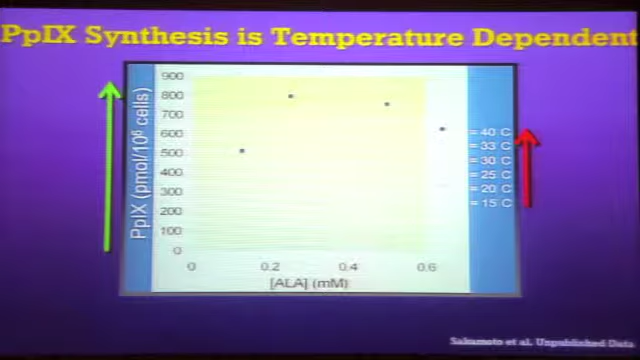 PpIX Synthesis is Temperature Dependent
PpIX (pmol/10⁶ cells)
900
800
700
600
500
400
300
200
100
0
0 0.2 0.4 0.6
[ALA] (mM)
= 40 C
= 33 C
= 30 C
= 25 C
= 20 C
= 15 C
Sakamoto et al. Unpublished Data